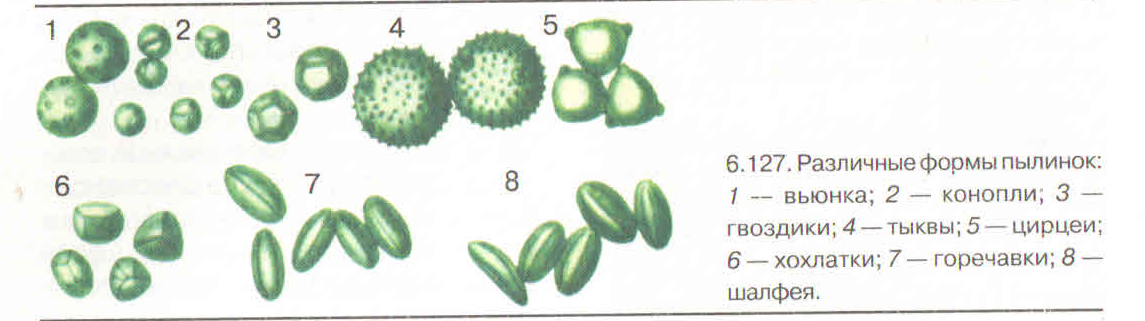 1
2
3
4
5
6
7
8
6.127. Различные формы пылинок:
1 -- вьюнка; 2 — конопли; 3 —
гвоздики; 4 — тыквы; 5 — цирцеи;
6 — хохлатки; 7 — горечавки; 8 —
шалфея.